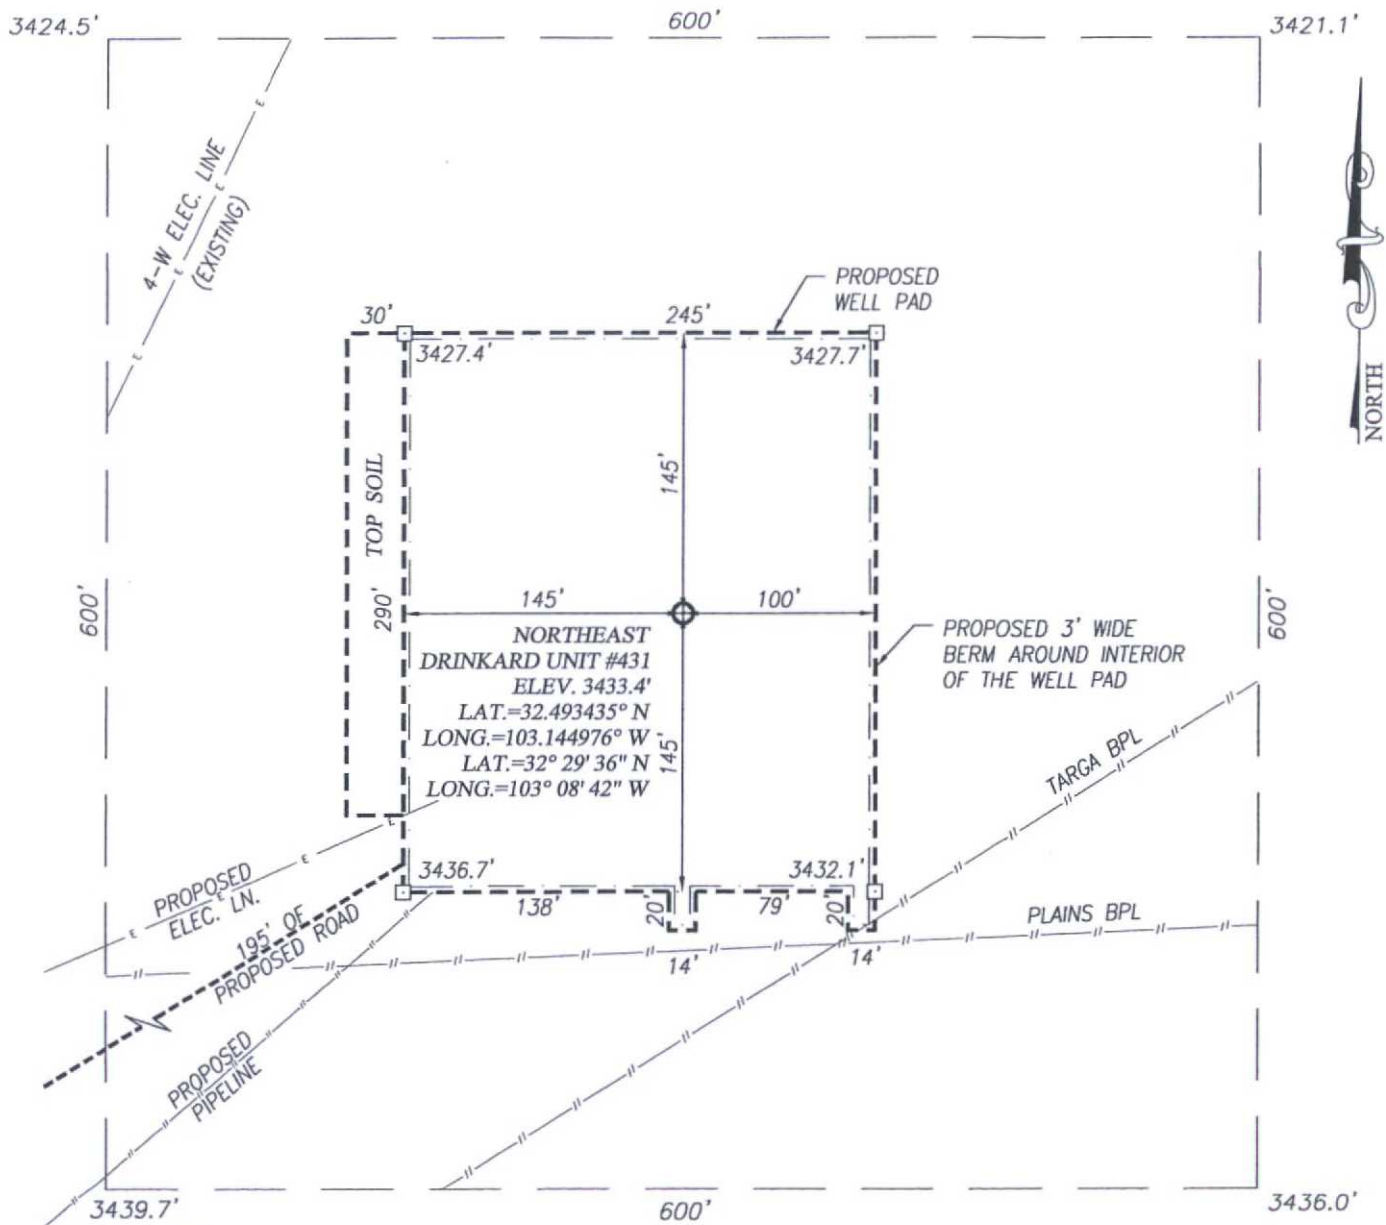 3424.5'
600'
3421.1'
4-W ELEC. LINE
(EXISTING)
NORTH
PROPOSED
WELL PAD
30'
245'
3427.4'
3427.7'
TOP SOIL
290'
145'
600'
145'
100'
600'
NORTHEAST
DRINKARD UNIT #431
ELEV. 3433.4'
LAT.=32.493435° N
LONG.=103.144976° W
LAT.=32° 29' 36" N
LONG.=103° 08' 42" W
145'
PROPOSED 3' WIDE
BERM AROUND INTERIOR
OF THE WELL PAD
TARGA BPL
E
E
E
E
E
E
E
E
3436.7'
3432.1'
PROPOSED
ELEC. LN.
138'
20'
79'
20'
PLAINS BPL
195' OF
PROPOSED ROAD
14'
14'
PROPOSED
PIPELINE
3439.7'
600'
3436.0'